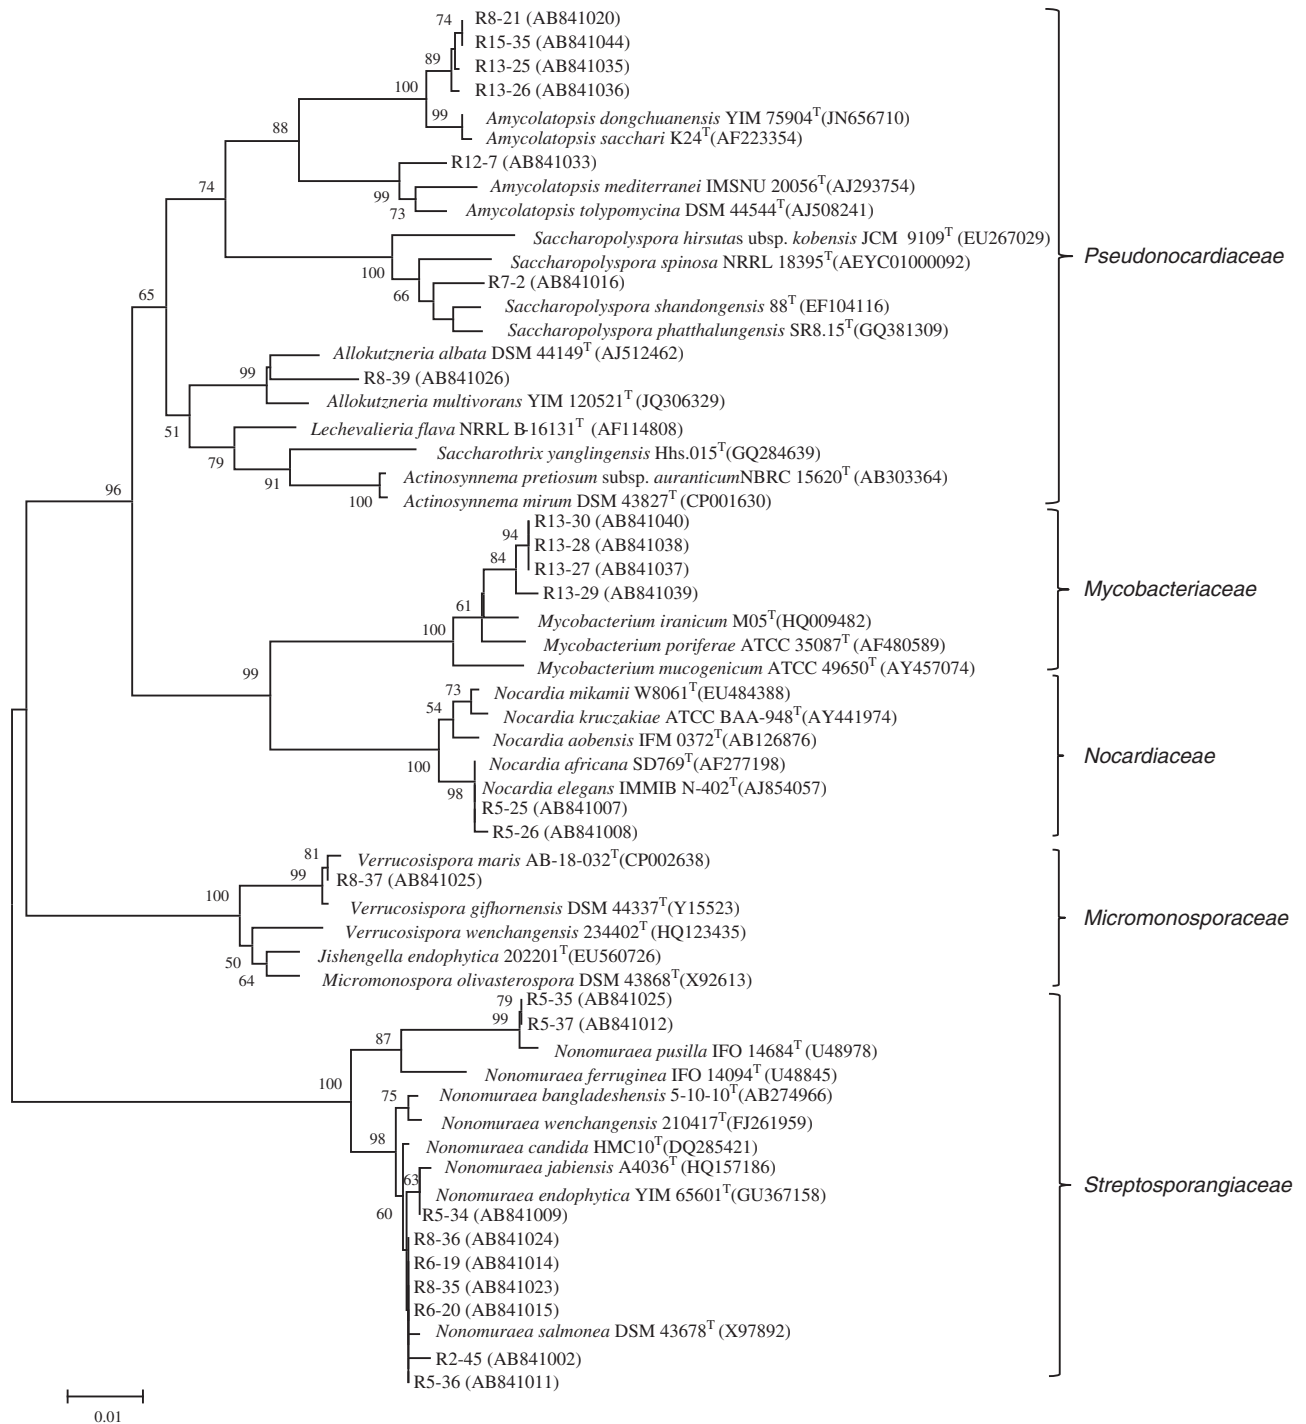 74
R8-21 (AB841020)
R15-35 (AB841044)
89
R13-25 (AB841035)
100
R13-26 (AB841036)
99
Amycolatopsis dongchuanensis YIM 75904T(JN656710)
88
Amycolatopsis sacchari K24T(AF223354)
R12-7 (AB841033)
74
99
Amycolatopsis mediterranei IMSNU 20056T(AJ293754)
73
Amycolatopsis tolypomycina DSM 44544T(AJ508241)
Saccharopolyspora hirsutas ubsp. kobensis JCM 9109T (EU267029)
Pseudonocardiaceae
100
Saccharopolyspora spinosa NRRL 18395T(AEYC01000092)
R7-2 (AB841016)
65
66
Saccharopolyspora shandongensis 88T (EF104116)
Saccharopolyspora phatthalungensis SR8.15T(GQ381309)
Allokutzneria albata DSM 44149T (AJ512462)
99
R8-39 (AB841026)
Allokutzneria multivorans YIM 120521T (JQ306329)
51
Lechevalieria flava NRRL B-16131T (AF114808)
79
Saccharothrix yanglingensis Hhs.015T(GQ284639)
91
Actinosynnema pretiosum subsp. auranticumNBRC 15620T (AB303364)
96
100
Actinosynnema mirum DSM 43827T (CP001630)
R13-30 (AB841040)
94
R13-28 (AB841038)
84
R13-27 (AB841037)
Mycobacteriaceae
R13-29 (AB841039)
61
Mycobacterium iranicum M05T(HQ009482)
100
Mycobacterium poriferae ATCC 35087T (AF480589)
99
Mycobacterium mucogenicum ATCC 49650T (AY457074)
73
Nocardia mikamii W8061T(EU484388)
54
Nocardia kruczakiae ATCC BAA-948T(AY441974)
Nocardia aobensis IFM 0372T(AB126876)
Nocardiaceae
100
Nocardia africana SD769T(AF277198)
98
Nocardia elegans IMMIB N-402T(AJ854057)
R5-25 (AB841007)
R5-26 (AB841008)
81
Verrucosispora maris AB-18-032T(CP002638)
99
R8-37 (AB841025)
100
Verrucosispora gifhornensis DSM 44337T(Y15523)
Micromonosporaceae
Verrucosispora wenchangensis 234402T (HQ123435)
50
Jishengella endophytica 202201T(EU560726)
64
Micromonospora olivasterospora DSM 43868T(X92613)
79
R5-35 (AB841025)
99
R5-37 (AB841012)
87
Nonomuraea pusilla IFO 14684T (U48978)
100
Nonomuraea ferruginea IFO 14094T (U48845)
75
Nonomuraea bangladeshensis 5-10-10T(AB274966)
Nonomuraea wenchangensis 210417T(FJ261959)
98
Nonomuraea candida HMC10T(DQ285421)
63
Nonomuraea jabiensis A4036T (HQ157186)
Streptosporangiaceae
Nonomuraea endophytica YIM 65601T(GU367158)
60
R5-34 (AB841009)
R8-36 (AB841024)
R6-19 (AB841014)
R8-35 (AB841023)
R6-20 (AB841015)
Nonomuraea salmonea DSM 43678T (X97892)
R2-45 (AB841002)
R5-36 (AB841011)
0.01